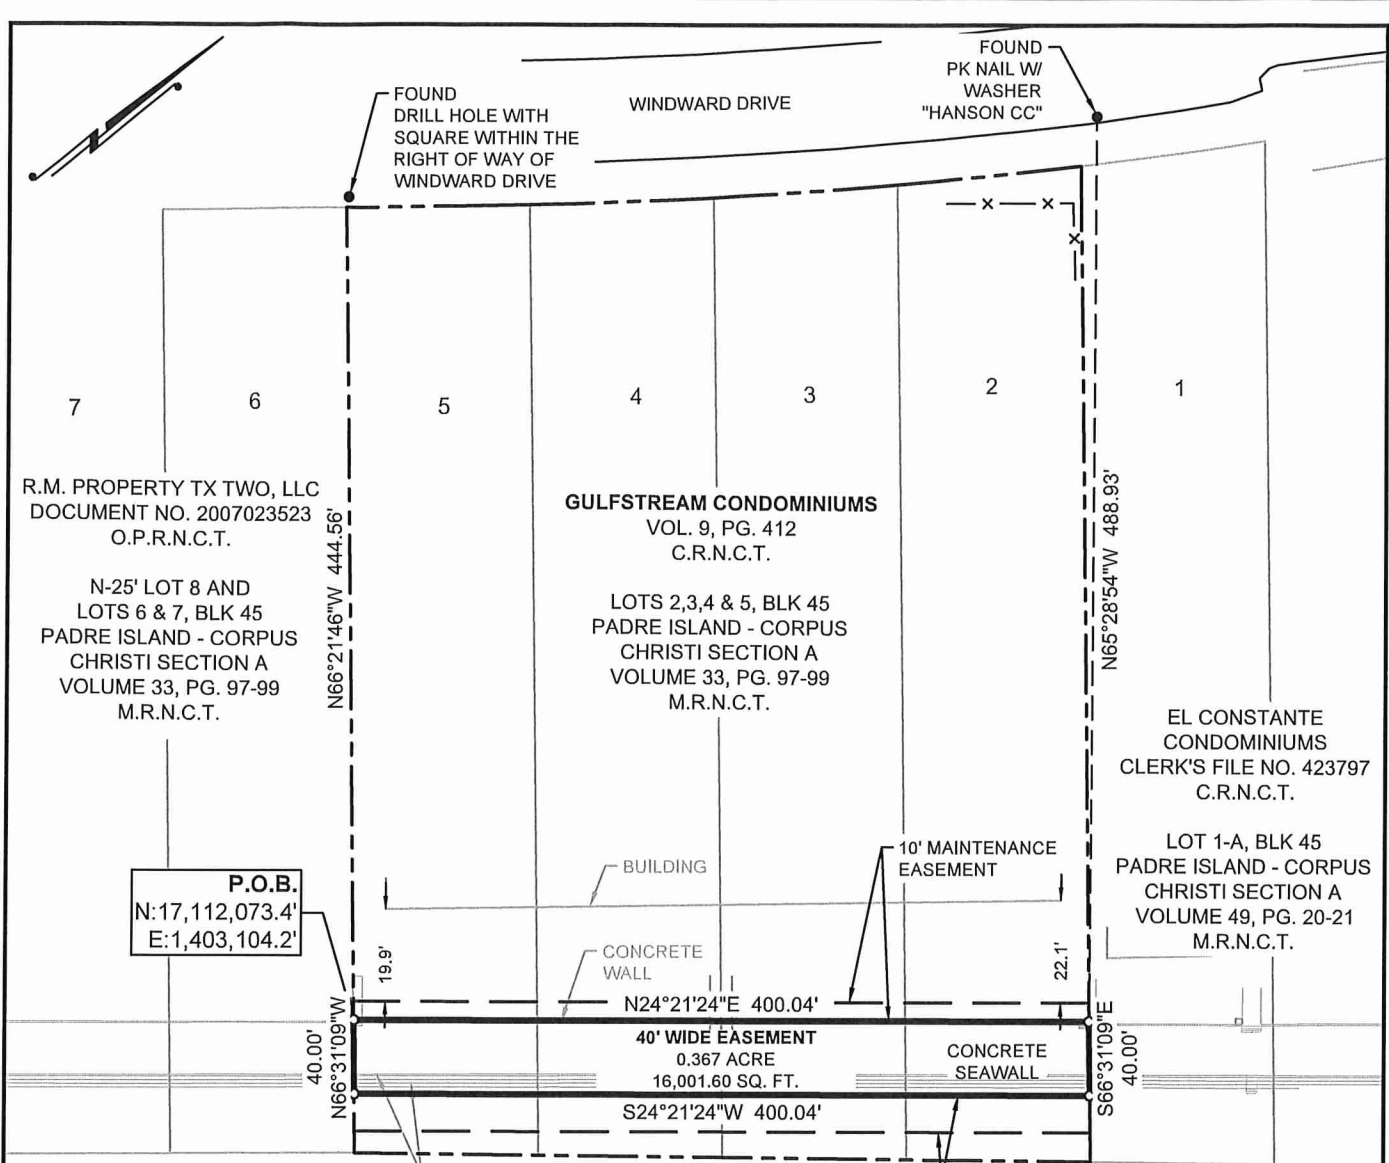 FOUND
PK NAIL W/
WASHER
"HANSON CC"
FOUND
DRILL HOLE WITH
SQUARE WITHIN THE
RIGHT OF WAY OF
WINDWARD DRIVE
WINDWARD DRIVE
N
7
6
5
4
3
2
1
R.M. PROPERTY TX TWO, LLC
DOCUMENT NO. 2007023523
O.P.R.N.C.T.
N-25' LOT 8 AND
LOTS 6 & 7, BLK 45
PADRE ISLAND - CORPUS
CHRISTI SECTION A
VOLUME 33, PG. 97-99
M.R.N.C.T.
N66°21'46"W 444.56'
GULFSTREAM CONDOMINIUMS
VOL. 9, PG. 412
C.R.N.C.T.
LOTS 2,3,4 & 5, BLK 45
PADRE ISLAND - CORPUS
CHRISTI SECTION A
VOLUME 33, PG. 97-99
M.R.N.C.T.
N65°28'54"W 488.93'
EL CONSTANTE
CONDOMINIUMS
CLERK'S FILE NO. 423797
C.R.N.C.T.
LOT 1-A, BLK 45
PADRE ISLAND - CORPUS
CHRISTI SECTION A
VOLUME 49, PG. 20-21
M.R.N.C.T.
BUILDING
10' MAINTENANCE
EASEMENT
P.O.B.
N:17,112,073.4'
E:1,403,104.2'
19.9'
CONCRETE
WALL
22.1'
N24°21'24"E 400.04'
N66°31'09"W
40.00'
40' WIDE EASEMENT
0.367 ACRE
16,001.60 SQ. FT.
CONCRETE
SEAWALL
S66°31'09"E
40.00'
S24°21'24"W 400.04'